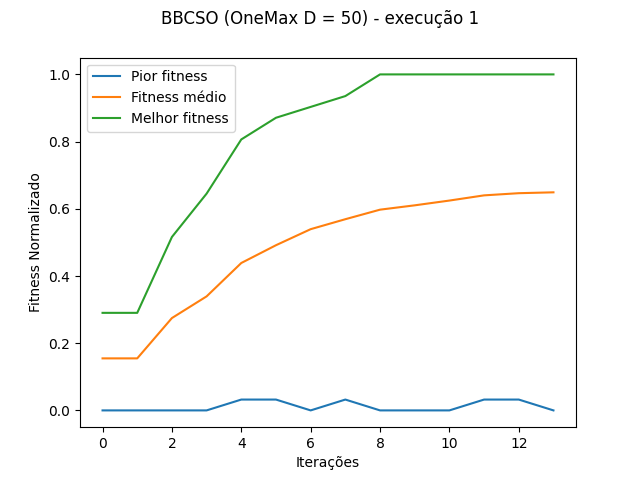 BBCSO (OneMax D = 50) - execução 1
Pior fitness
Fitness médio
Melhor fitness
Fitness Normalizado
1.0
0.8
0.6
0.4
0.2
0.0
0 2 4 6 8 10 12
Iterações